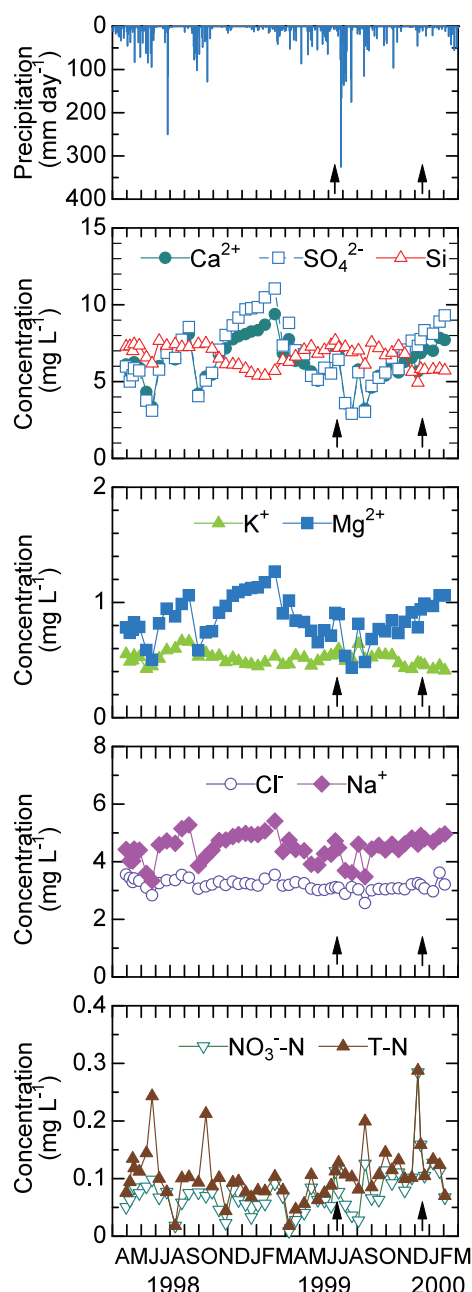 Precipitation
(mm day⁻¹)
0
100
200
300
400
Concentration
(mg L⁻¹)
15
10
5
0
Ca²⁺ SO₄²⁻ Si
Concentration
(mg L⁻¹)
2
1
0
K⁺ Mg²⁺
Concentration
(mg L⁻¹)
8
6
4
2
0
Cl⁻ Na⁺
Concentration
(mg L⁻¹)
0.4
0.3
0.2
0.1
0
NO₃⁻-N T-N
AMJJASONDJFMAMJJASONDJFM
1998 1999 2000